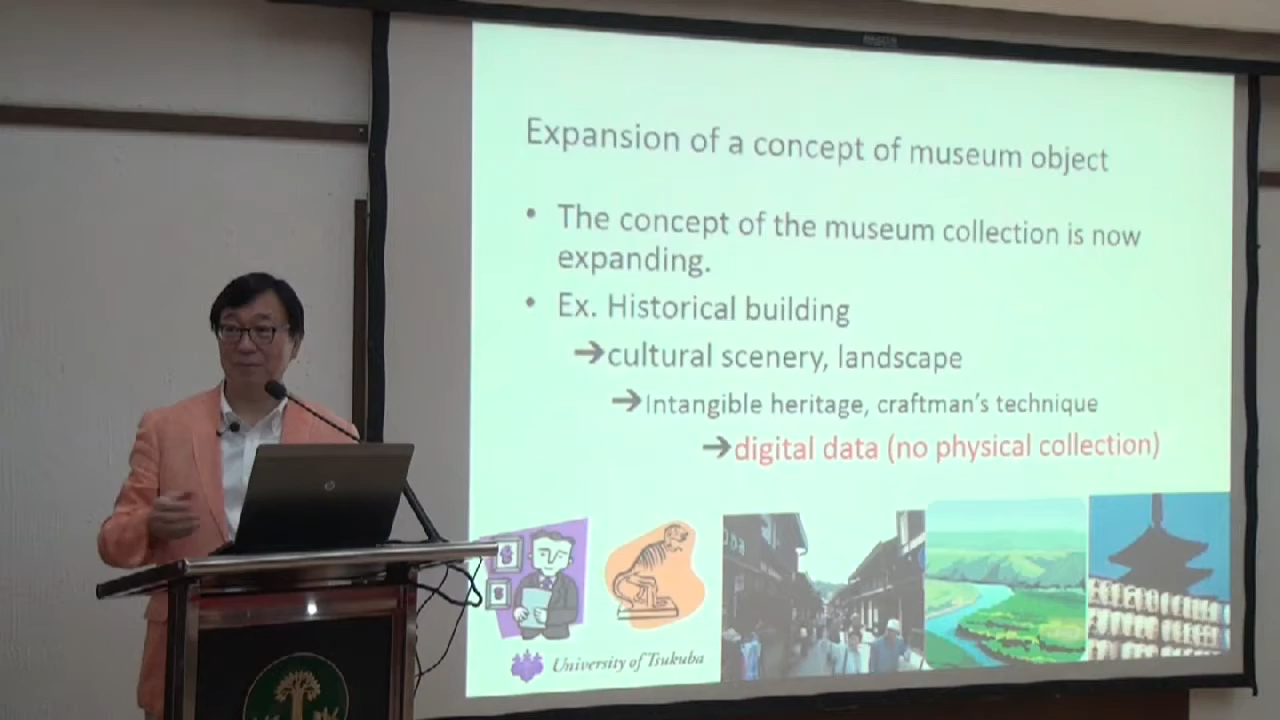 Expansion of a concept of museum object
• The concept of the museum collection is now
expanding.
• Ex. Historical building
➔cultural scenery, landscape
➔Intangible heritage, craftman's technique
➔digital data (no physical collection)
University of Tsukuba
hp